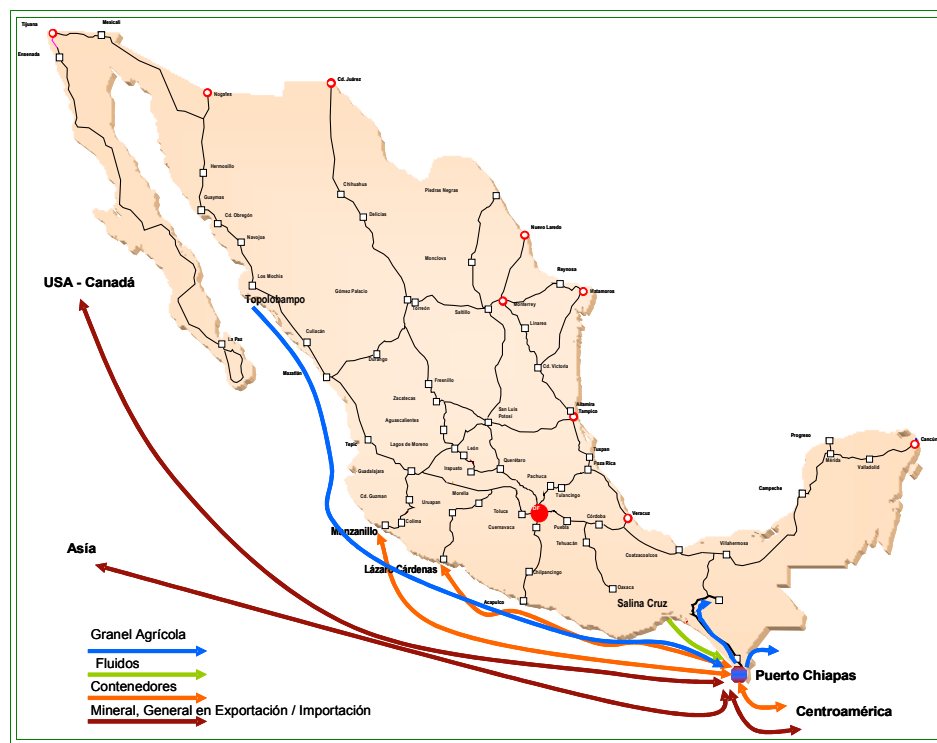 Tijuana
Mexicali
Ensenada
Nogales
Cd. Juárez
Hermosillo
Guaymas
Cd. Obregón
Navojoa
Los Mochis
Topolobampo
Chihuahua
Delicias
Piedras Negras
Nuevo Laredo
Monclova
Reynosa
Matamoros
Monterrey
USA - Canadá
Gómez Palacio
Torreón
Saltillo
Linares
Culiacán
La Paz
Durango
Mazatlán
Cd. Victoria
Fresnillo
Zacatecas
Altamira
Tampico
San Luis
Potosí
Aguascalientes
Tepic
Lagos de Moreno
León
Querétaro
Tuxpan
Poza Rica
Guadalajara
Irapuato
Pachuca
Tulancingo
Progreso
Cancún
Mérida
Valladolid
Campeche
Cd. Guzman
Uruapan
Morelia
Toluca
DF
Cuernavaca
Puebla
Córdoba
Veracuz
Tehuacán
Coatzacoalcos
Villahermosa
Colima
Manzanillo
Asía
Lázaro Cárdenas
Chilpancingo
Acapulco
Oaxaca
Salina Cruz
Granel Agrícola
Fluidos
Contenedores
Mineral, General en Exportación / Importación
Puerto Chiapas
Centroamérica